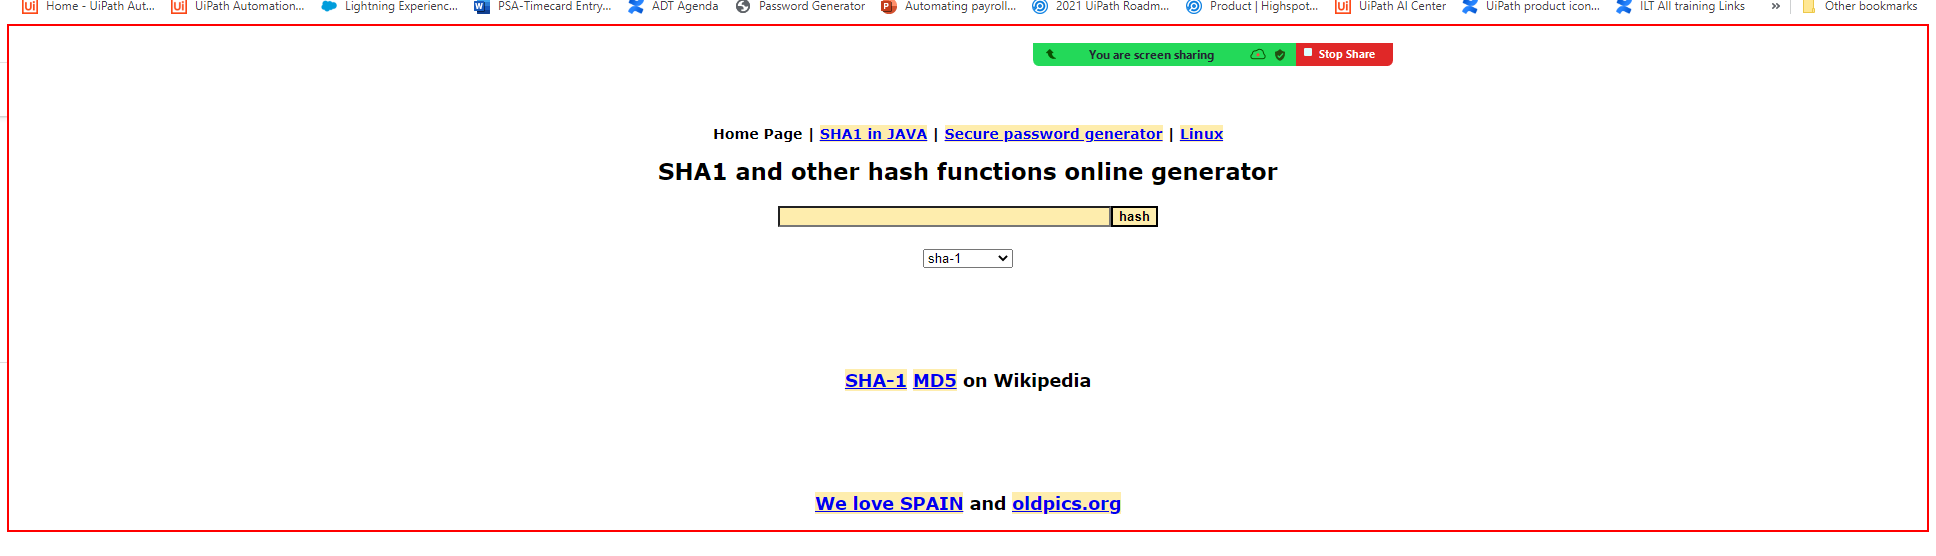 Home - UiPath Aut... UiPath Automation... Lightning Experienc... PSA-Timecard Entry... ADT Agenda Password Generator Automating payroll... 2021 UiPath Roadm... Product | Highspot... UiPath AI Center UiPath product icon... ILT All training Links » Other bookmarks
You are screen sharing Stop Share
Home Page | SHA1 in JAVA | Secure password generator | Linux
SHA1 and other hash functions online generator
hash
sha-1
SHA-1 MD5 on Wikipedia
We love SPAIN and oldpics.org